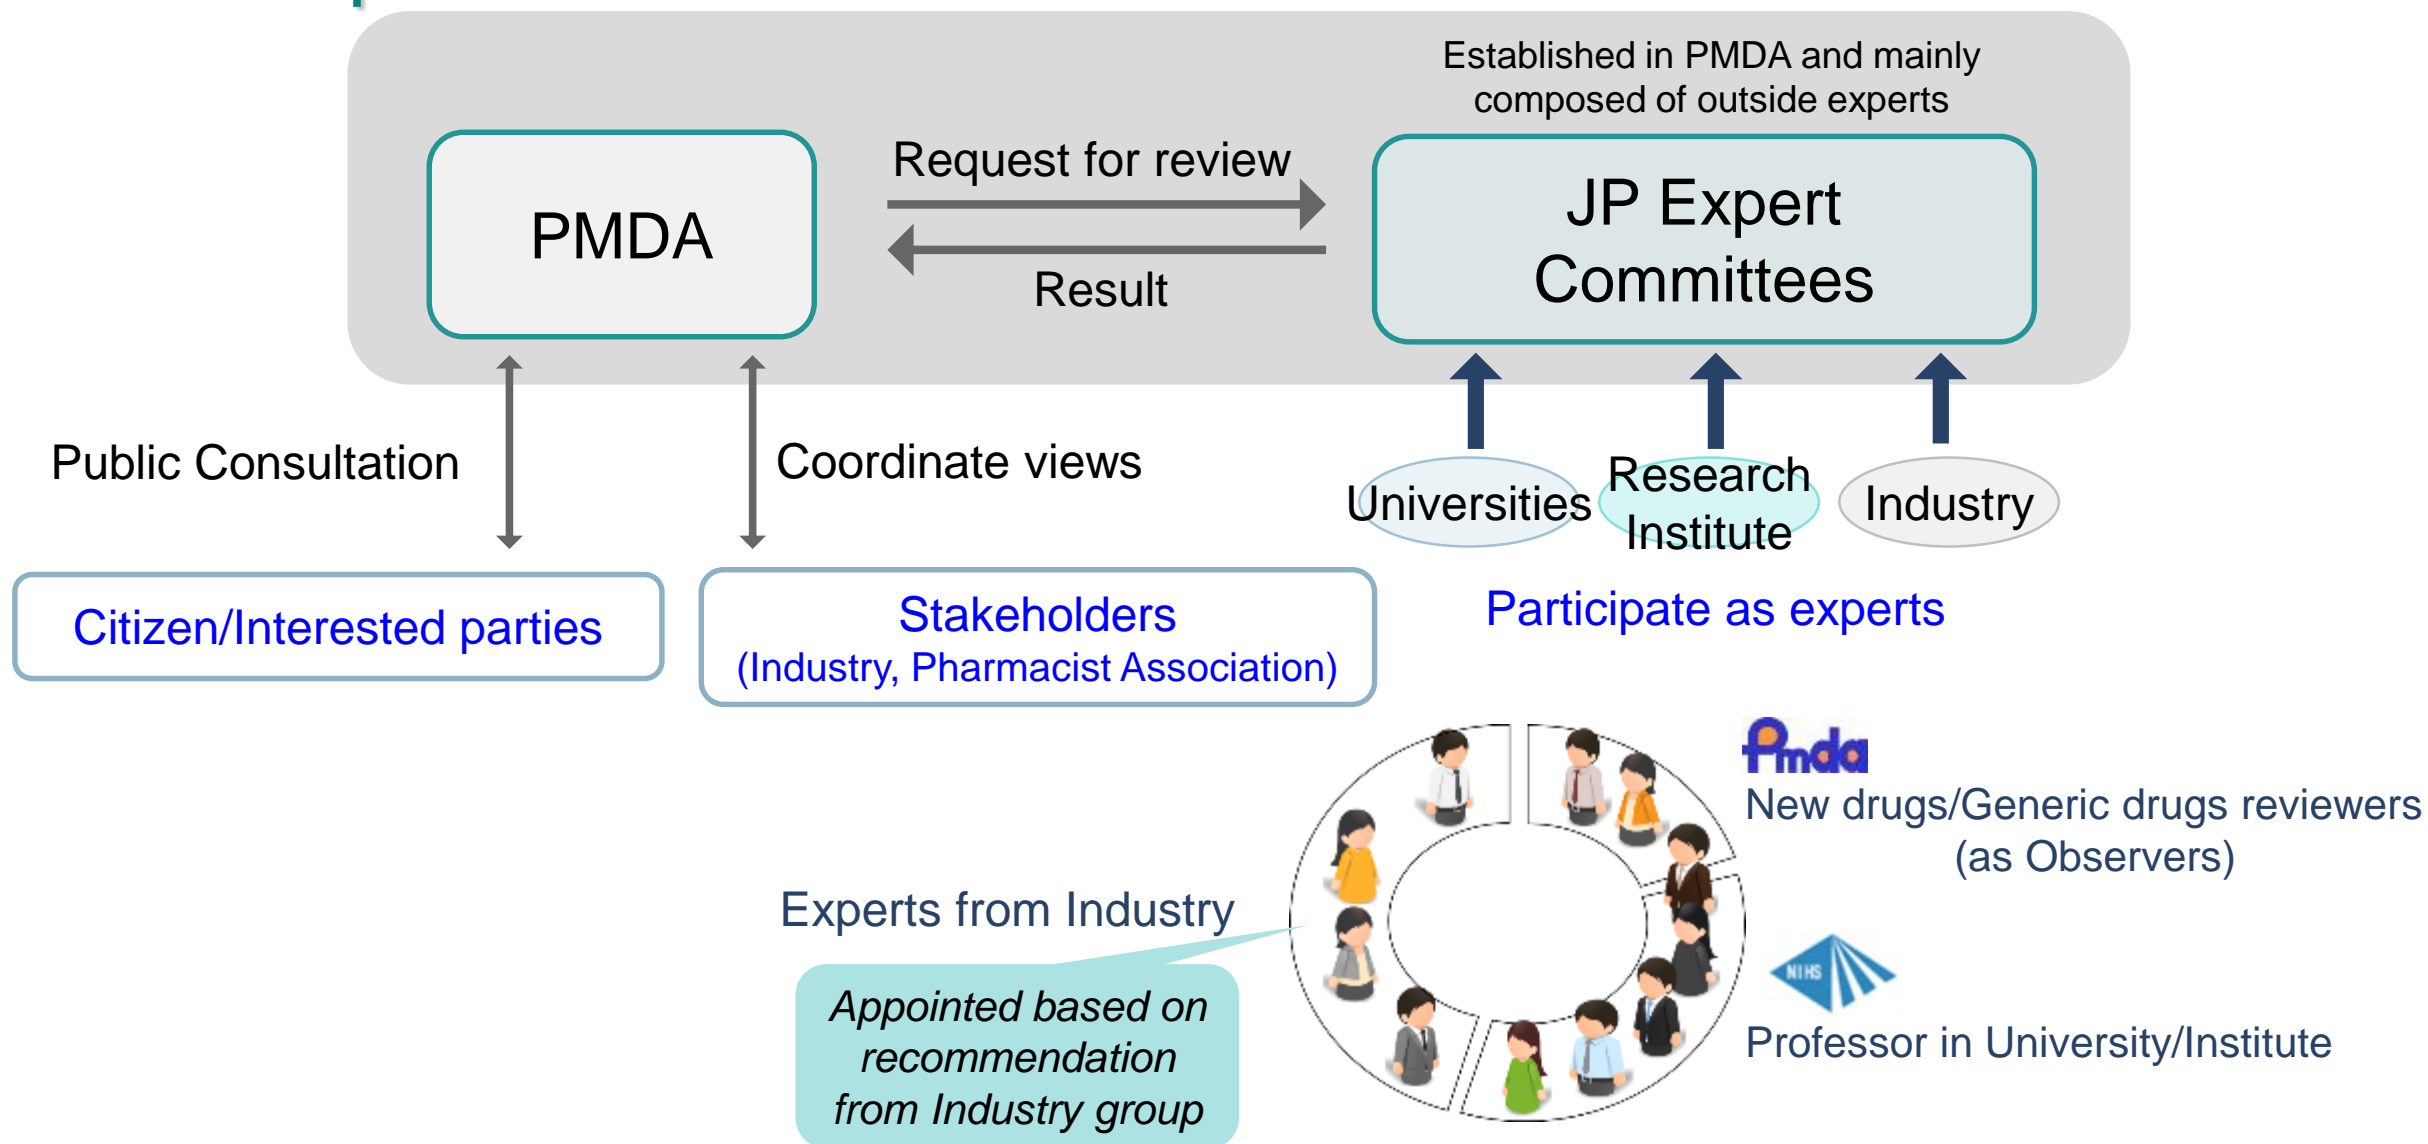 Established in PMDA and mainly
composed of outside experts
PMDA
Request for review
Result
JP Expert
Committees
Public Consultation
Coordinate views
Universities
Research
Institute
Industry
Citizen/Interested parties
Stakeholders
(Industry, Pharmacist Association)
Participate as experts
Pmda
New drugs/Generic drugs reviewers
(as Observers)
Experts from Industry
Appointed based on
recommendation
from Industry group
NIHS
Professor in University/Institute